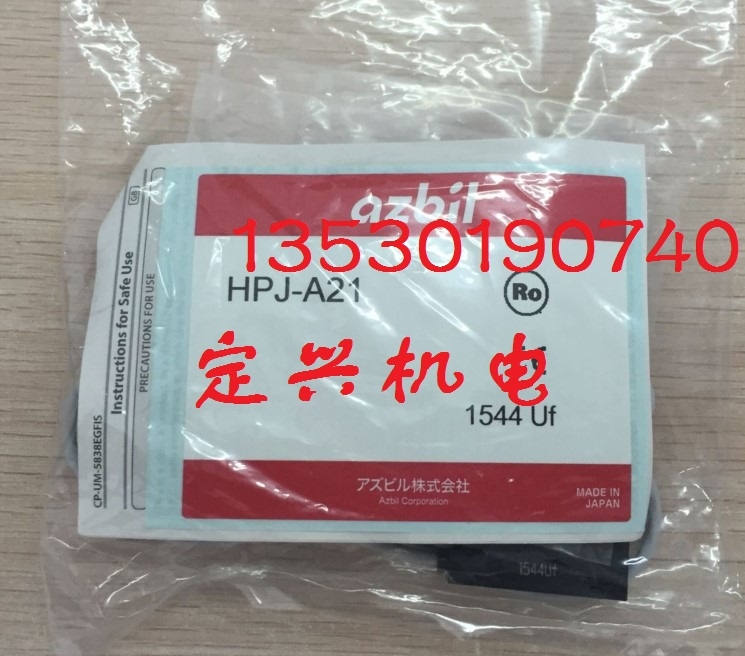 azbil
13530190740
HPJ-A21
Ro
定兴机电
1544 Uf
アズビル株式会社
Azbil Corporation
MADE IN
JAPAN
GB
Instructions for Safe Use
PRECAUTIONS FOR USE
CP-UM-5838EGFIS
1544Uf